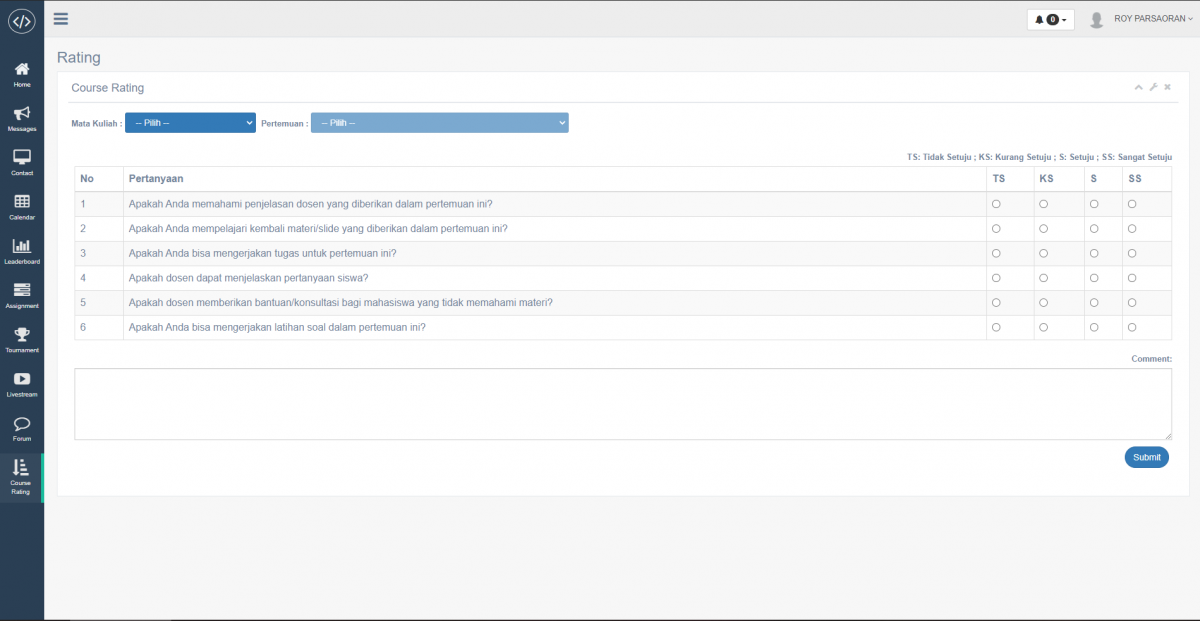 </>
0
ROY PARSAORAN
Home
Messages
Contact
Calendar
Leaderboard
Assignment
Tournament
Livestream
Forum
Course
Rating
Rating
Course Rating
Mata Kuliah : -- Pilih -- Pertemuan : -- Pilih --
TS: Tidak Setuju ; KS: Kurang Setuju ; S: Setuju ; SS: Sangat Setuju
No Pertanyaan TS KS S SS
1 Apakah Anda memahami penjelasan dosen yang diberikan dalam pertemuan ini?
2 Apakah Anda mempelajari kembali materi/slide yang diberikan dalam pertemuan ini?
3 Apakah Anda bisa mengerjakan tugas untuk pertemuan ini?
4 Apakah dosen dapat menjelaskan pertanyaan siswa?
5 Apakah dosen memberikan bantuan/konsultasi bagi mahasiswa yang tidak memahami materi?
6 Apakah Anda bisa mengerjakan latihan soal dalam pertemuan ini?
Comment:
Submit